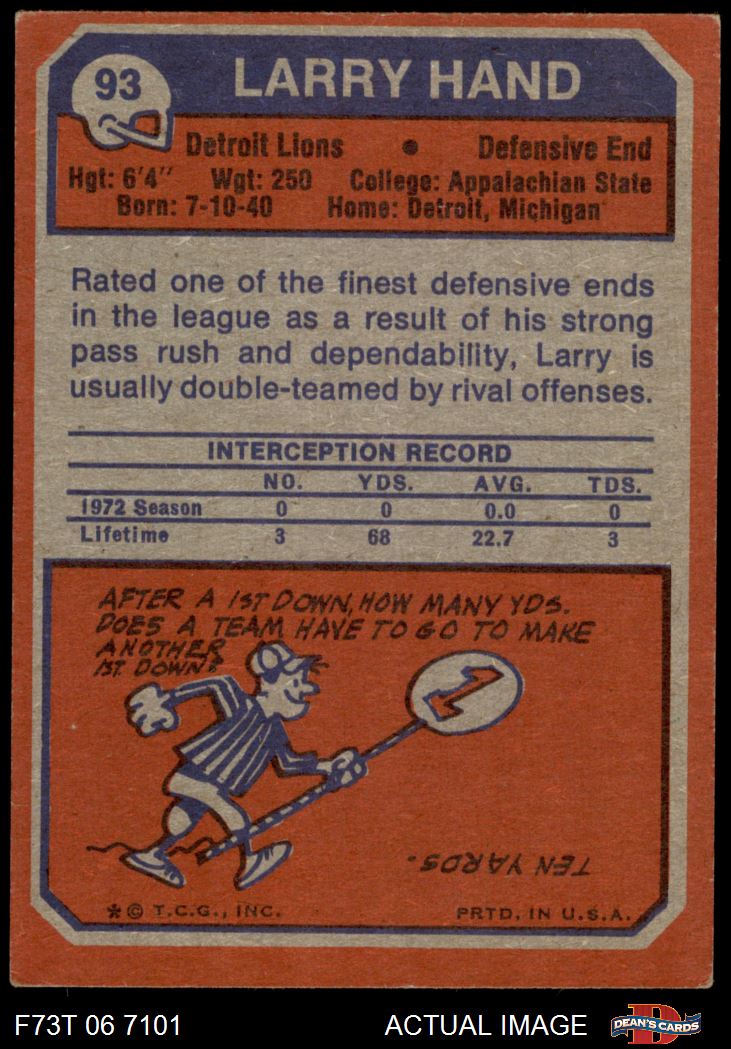 93
LARRY HAND
Detroit Lions • Defensive End
Hgt: 6'4" Wgt: 250 College: Appalachian State
Born: 7-10-40 Home: Detroit, Michigan
Rated one of the finest defensive ends
in the league as a result of his strong
pass rush and dependability, Larry is
usually double-teamed by rival offenses.
INTERCEPTION RECORD
NO. YDS. AVG. TDS.
1972 Season 0 0 0.0 0
Lifetime 3 68 22.7 3
AFTER A 1ST DOWN, HOW MANY YDS.
DOES A TEAM HAVE TO GO TO MAKE
ANOTHER
1ST DOWN?
1
TEN YARDS.
* © T.C.G., INC. PRTD. IN U.S.A.
F73T 06 7101 ACTUAL IMAGE
D
DEAN'S CARDS